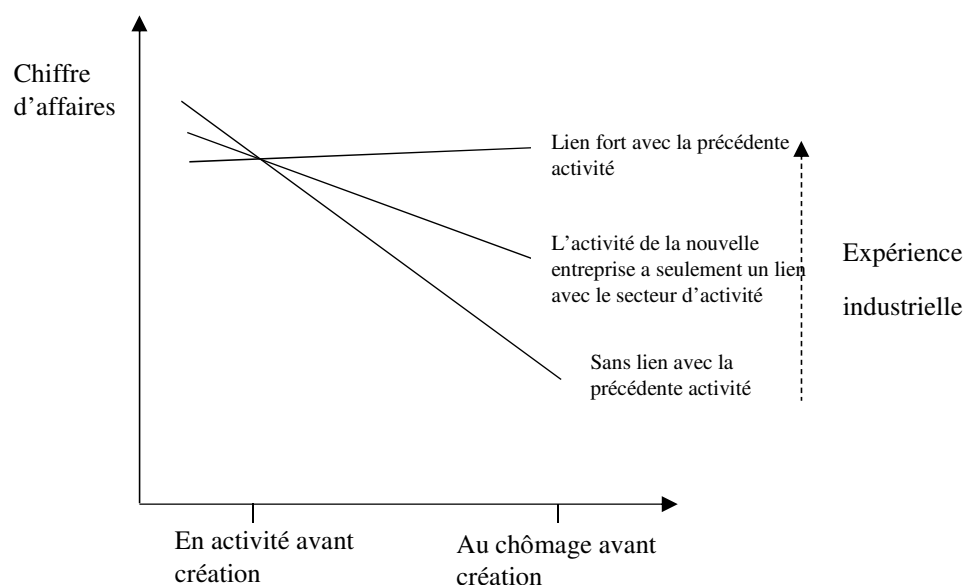 Chiffre
d’affaires
Lien fort avec la précédente
activité
L’activité de la nouvelle
entreprise a seulement un lien
avec le secteur d’activité
Expérience
industrielle
Sans lien avec la
précédente activité
En activité avant
création
Au chômage avant
création